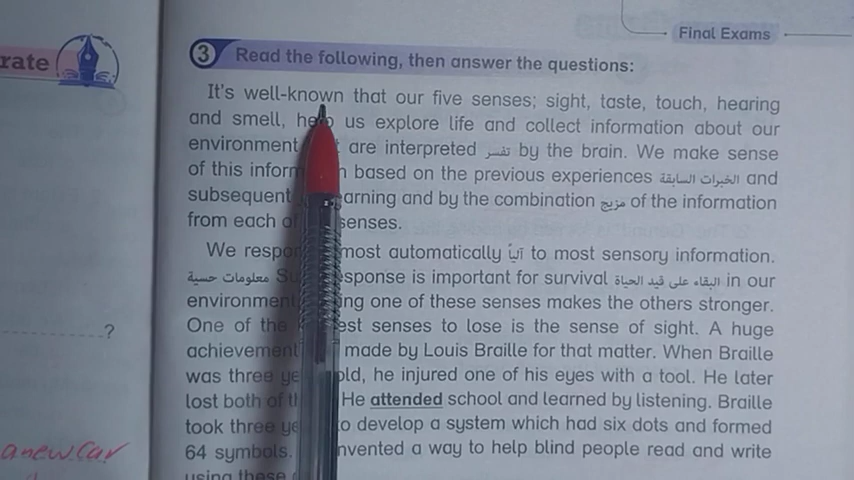 Final Exams
rate
3 Read the following, then answer the questions:
It's well-known that our five senses; sight, taste, touch, hearing
and smell, help us explore life and collect information about our
environment are interpreted تفسر by the brain. We make sense
of this inform n based on the previous experiences الخبرات السابقة and
subsequent arning and by the combination مزيج of the information
from each of senses.
We respo most automatically آلياً to most sensory information.
معلومات حسية Su sponse is important for survival البقاء على قيد الحياة in our
environment ing one of these senses makes the others stronger.
One of the est senses to lose is the sense of sight. A huge
achievement made by Louis Braille for that matter. When Braille
was three ye old, he injured one of his eyes with a tool. He later
lost both of th He attended school and learned by listening. Braille
took three ye to develop a system which had six dots and formed
64 symbols. nvented a way to help blind people read and write
using these
?
a new car